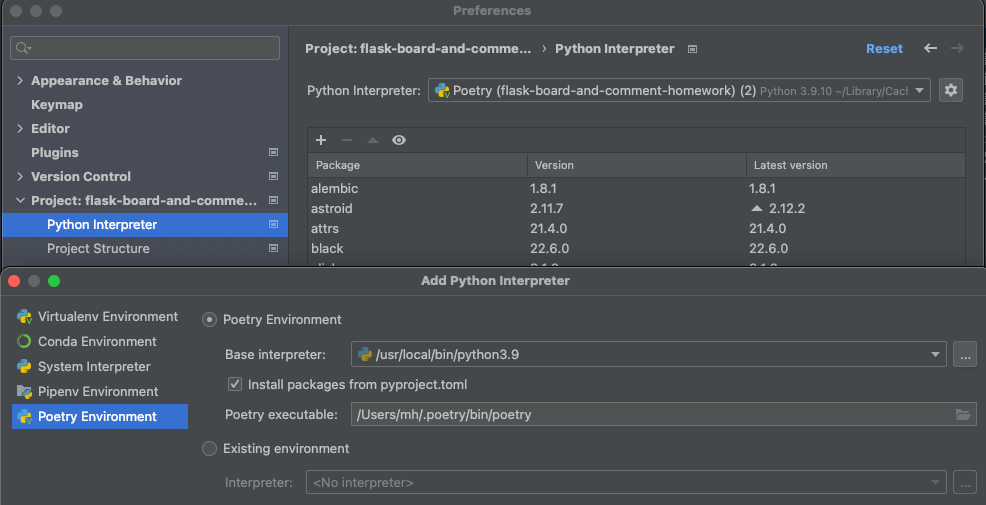 Preferences
Project: flask-board-and-comme... › Python Interpreter Reset
Appearance & Behavior
Keymap
Editor
Plugins
Version Control
Project: flask-board-and-comme...
Python Interpreter
Project Structure
Python Interpreter: Poetry (flask-board-and-comment-homework) (2) Python 3.9.10 ~/Library/Cacl
Package Version Latest version
alembic 1.8.1 1.8.1
astroid 2.11.7 2.12.2
attrs 21.4.0 21.4.0
black 22.6.0 22.6.0
Add Python Interpreter
Virtualenv Environment
Conda Environment
System Interpreter
Pipenv Environment
Poetry Environment
Poetry Environment
Base interpreter: /usr/local/bin/python3.9 ...
Install packages from pyproject.toml
Poetry executable: /Users/mh/.poetry/bin/poetry
Existing environment
Interpreter: <No interpreter> ...